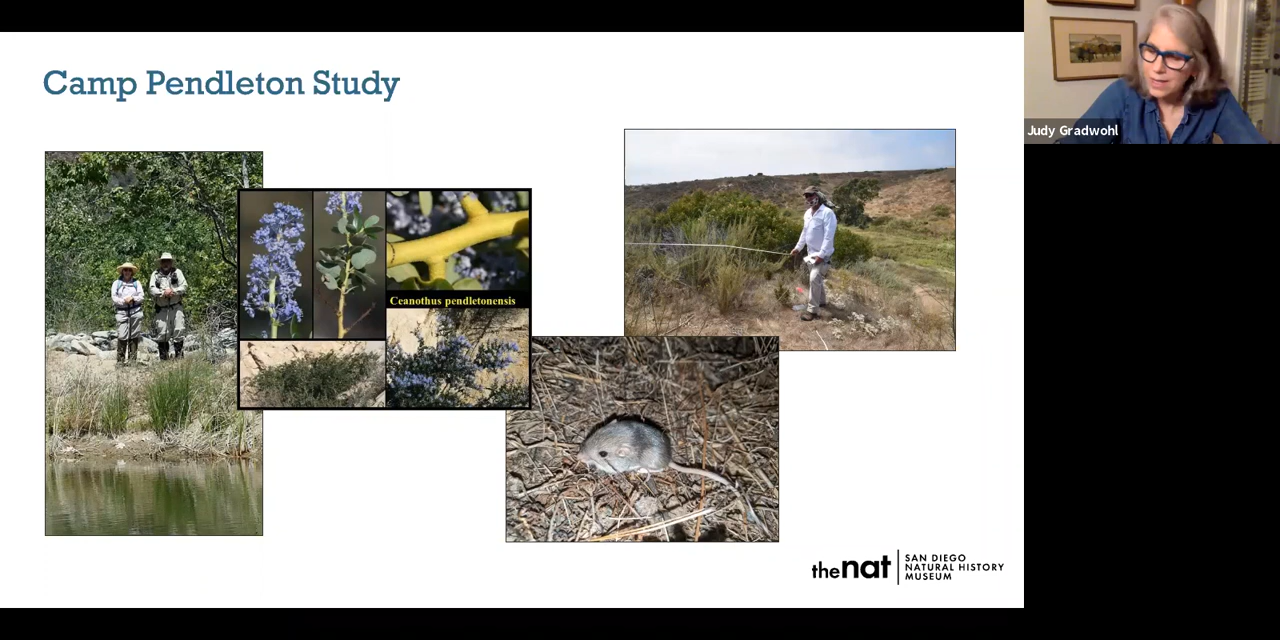 Camp Pendleton Study
Judy Gradwohl
Ceanothus pendletonensis
thenat
SAN DIEGO
NATURAL HISTORY
MUSEUM